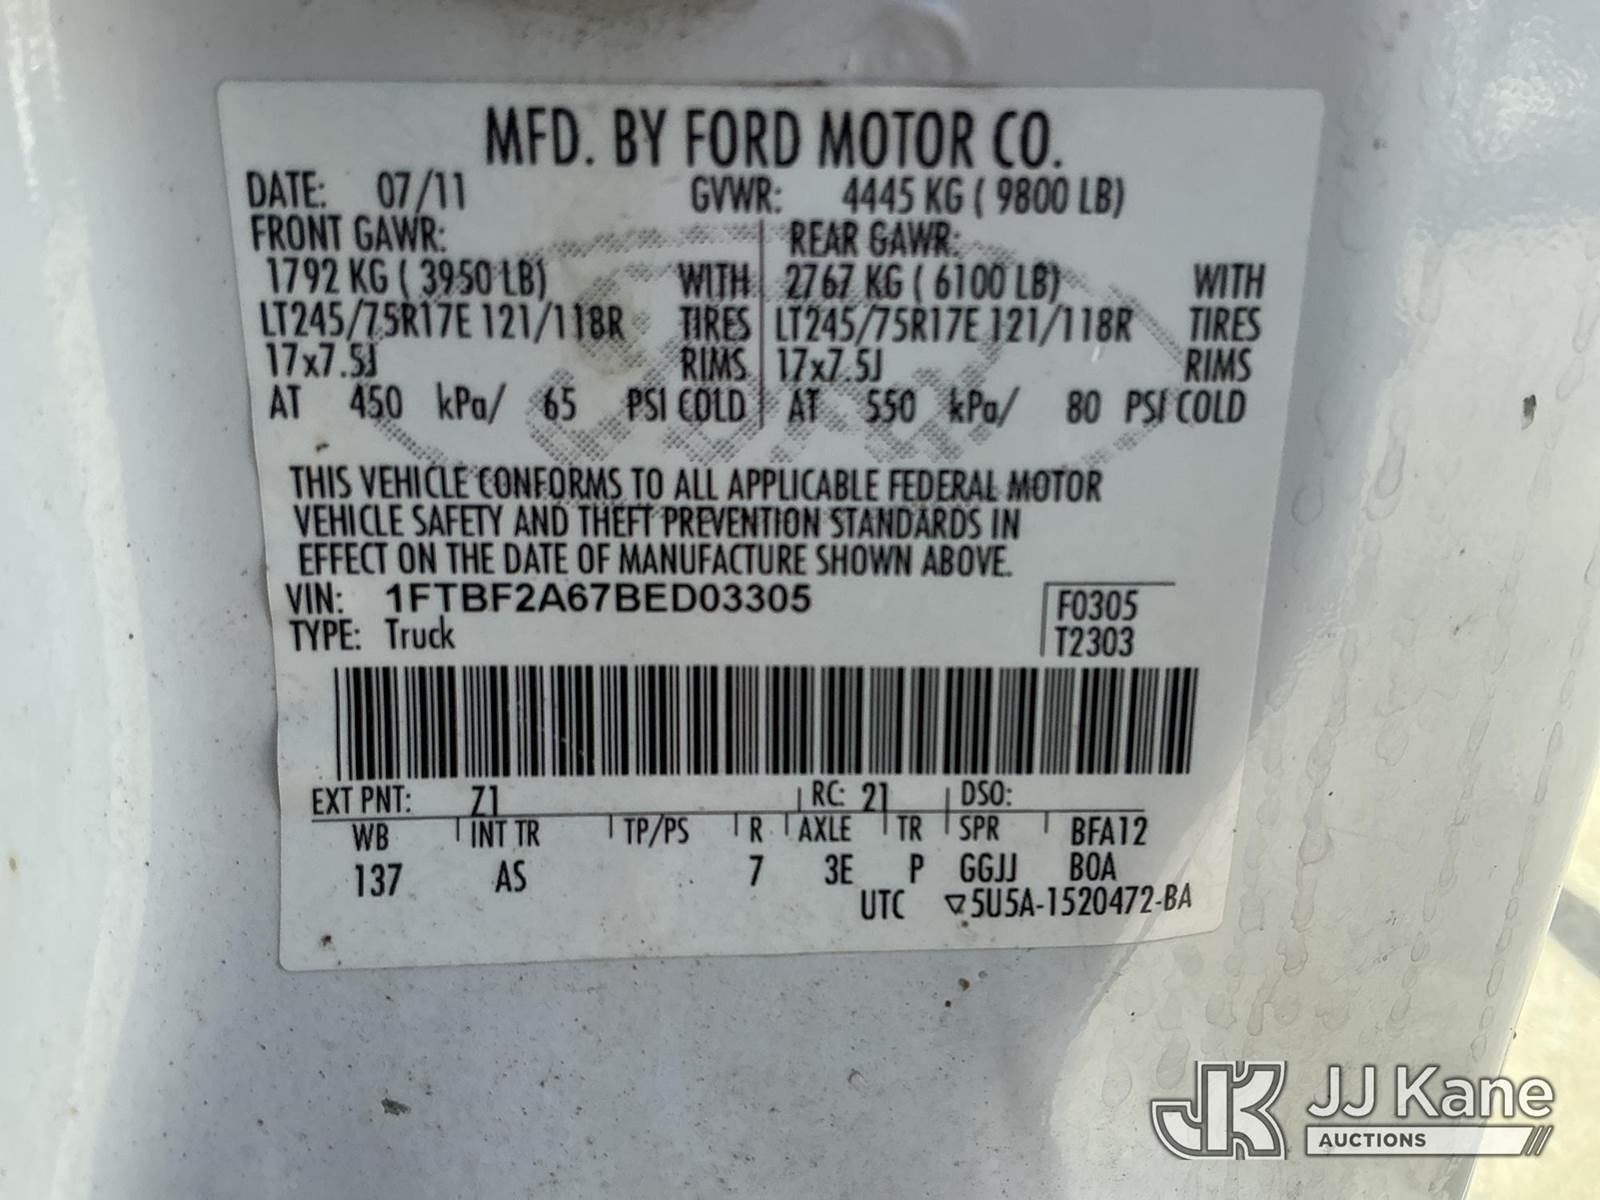 MFD. BY FORD MOTOR CO.
DATE: 07/11 GVWR: 4445 KG ( 9800 LB)
FRONT GAWR: REAR GAWR:
1792 KG ( 3950 LB) WITH 2767 KG ( 6100 LB) WITH
LT245/75R17E 121/118R TIRES LT245/75R17E 121/118R TIRES
17x7.5J RIMS 17x7.5J RIMS
AT 450 kPa/ 65 PSI COLD AT 550 kPa/ 80 PSI COLD
THIS VEHICLE CONFORMS TO ALL APPLICABLE FEDERAL MOTOR
VEHICLE SAFETY AND THEFT PREVENTION STANDARDS IN
EFFECT ON THE DATE OF MANUFACTURE SHOWN ABOVE.
VIN: 1FTBF2A67BED03305 F0305
TYPE: Truck T2303
EXT PNT: Z1 RC: 21 DSO:
WB INT TR TP/PS R AXLE TR SPR BFA12
137 AS 7 3E P GGJJ B0A
UTC ▽5U5A-1520472-BA
JK JJ Kane
AUCTIONS